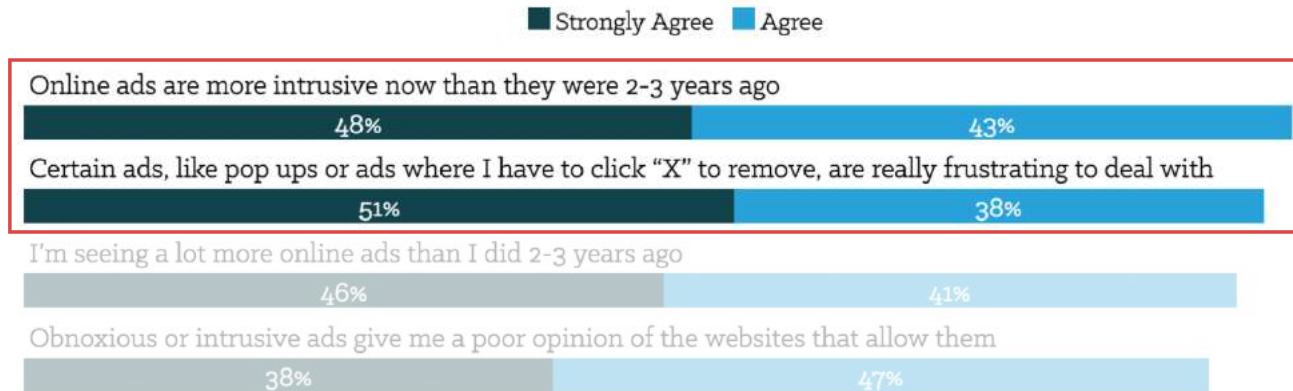 Strongly Agree Agree
Online ads are more intrusive now than they were 2-3 years ago
48% 43%
Certain ads, like pop ups or ads where I have to click “X” to remove, are really frustrating to deal with
51% 38%
I'm seeing a lot more online ads than I did 2-3 years ago
46% 41%
Obnoxious or intrusive ads give me a poor opinion of the websites that allow them
38% 47%